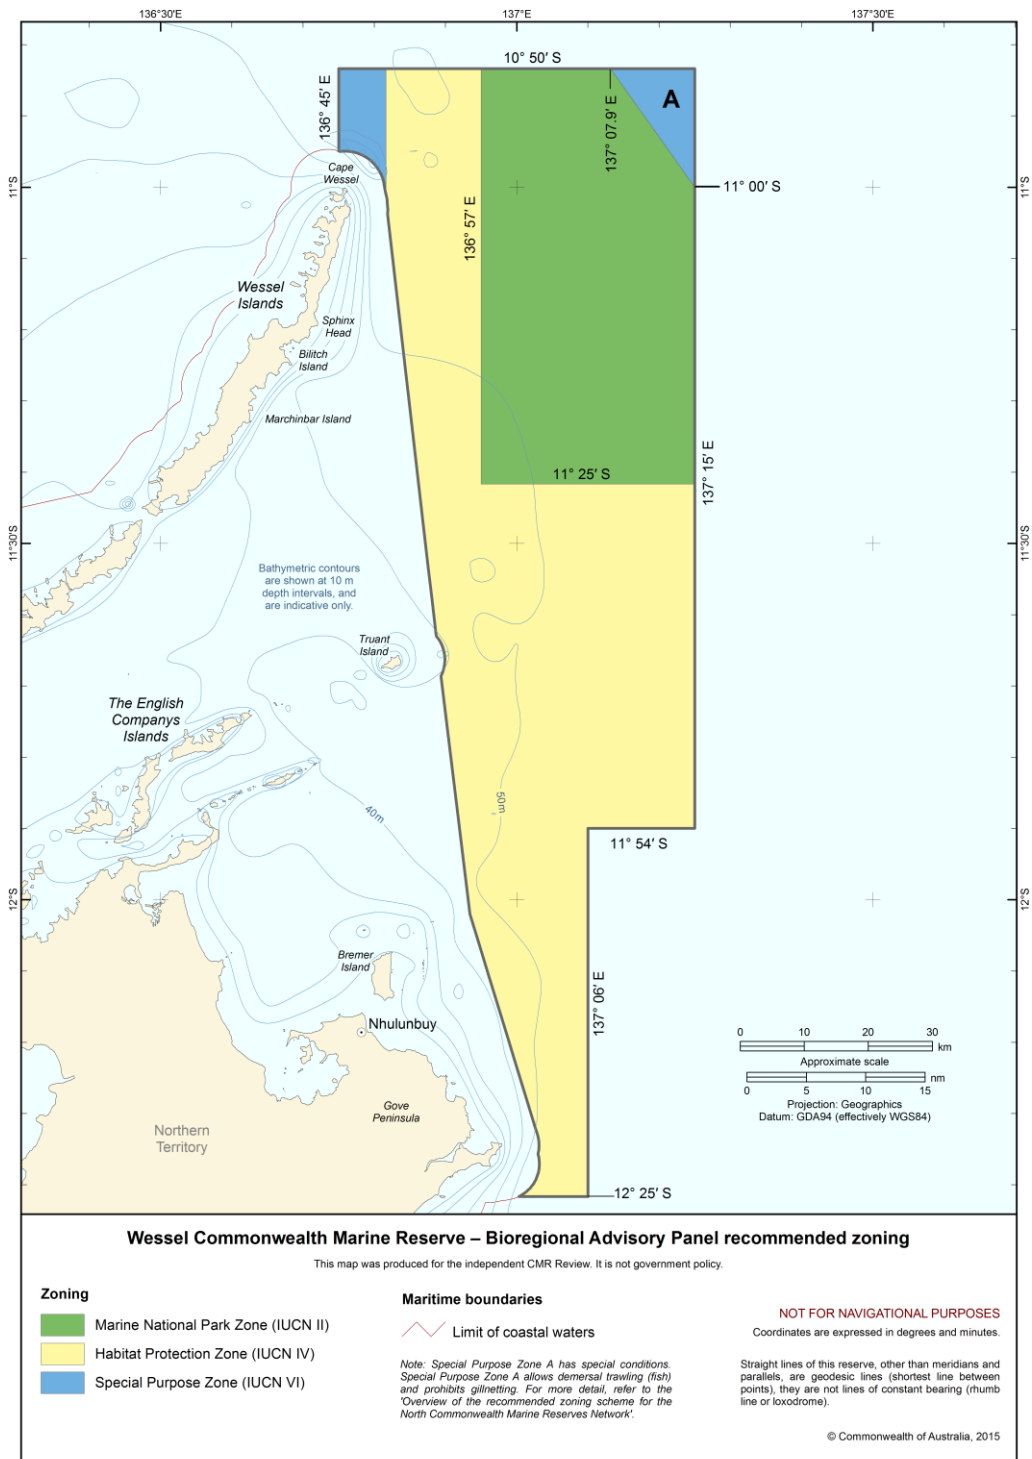 136°30'E
137°E
137°30'E
10° 50' S
136° 45' E
137° 07.9' E
A
11°S
11°S
Cape
Wessel
11° 00' S
136° 57' E
Wessel
Islands
Sphinx
Head
Bilitch
Island
Marchinbar Island
137° 15' E
11° 25' S
11°30'S
11°30'S
Bathymetric contours
are shown at 10 m
depth intervals, and
are indicative only.
Truant
Island
The English
Companys
Islands
40m
50m
11° 54' S
12°S
12°S
Bremer
Island
137° 06' E
Nhulunbuy
Gove
Peninsula
Northern
Territory
0 10 20 30
km
Approximate scale
nm
0 5 10 15
Projection: Geographics
Datum: GDA94 (effectively WGS84)
12° 25' S
Wessel Commonwealth Marine Reserve – Bioregional Advisory Panel recommended zoning
This map was produced for the independent CMR Review. It is not government policy.
Zoning
Marine National Park Zone (IUCN II)
Habitat Protection Zone (IUCN IV)
Special Purpose Zone (IUCN VI)
Maritime boundaries
Limit of coastal waters
Note: Special Purpose Zone A has special conditions.
Special Purpose Zone A allows demersal trawling (fish)
and prohibits gillnetting. For more detail, refer to the
'Overview of the recommended zoning scheme for the
North Commonwealth Marine Reserves Network'.
NOT FOR NAVIGATIONAL PURPOSES
Coordinates are expressed in degrees and minutes.
Straight lines of this reserve, other than meridians and
parallels, are geodesic lines (shortest line between
points), they are not lines of constant bearing (rhumb
line or loxodrome).
© Commonwealth of Australia, 2015